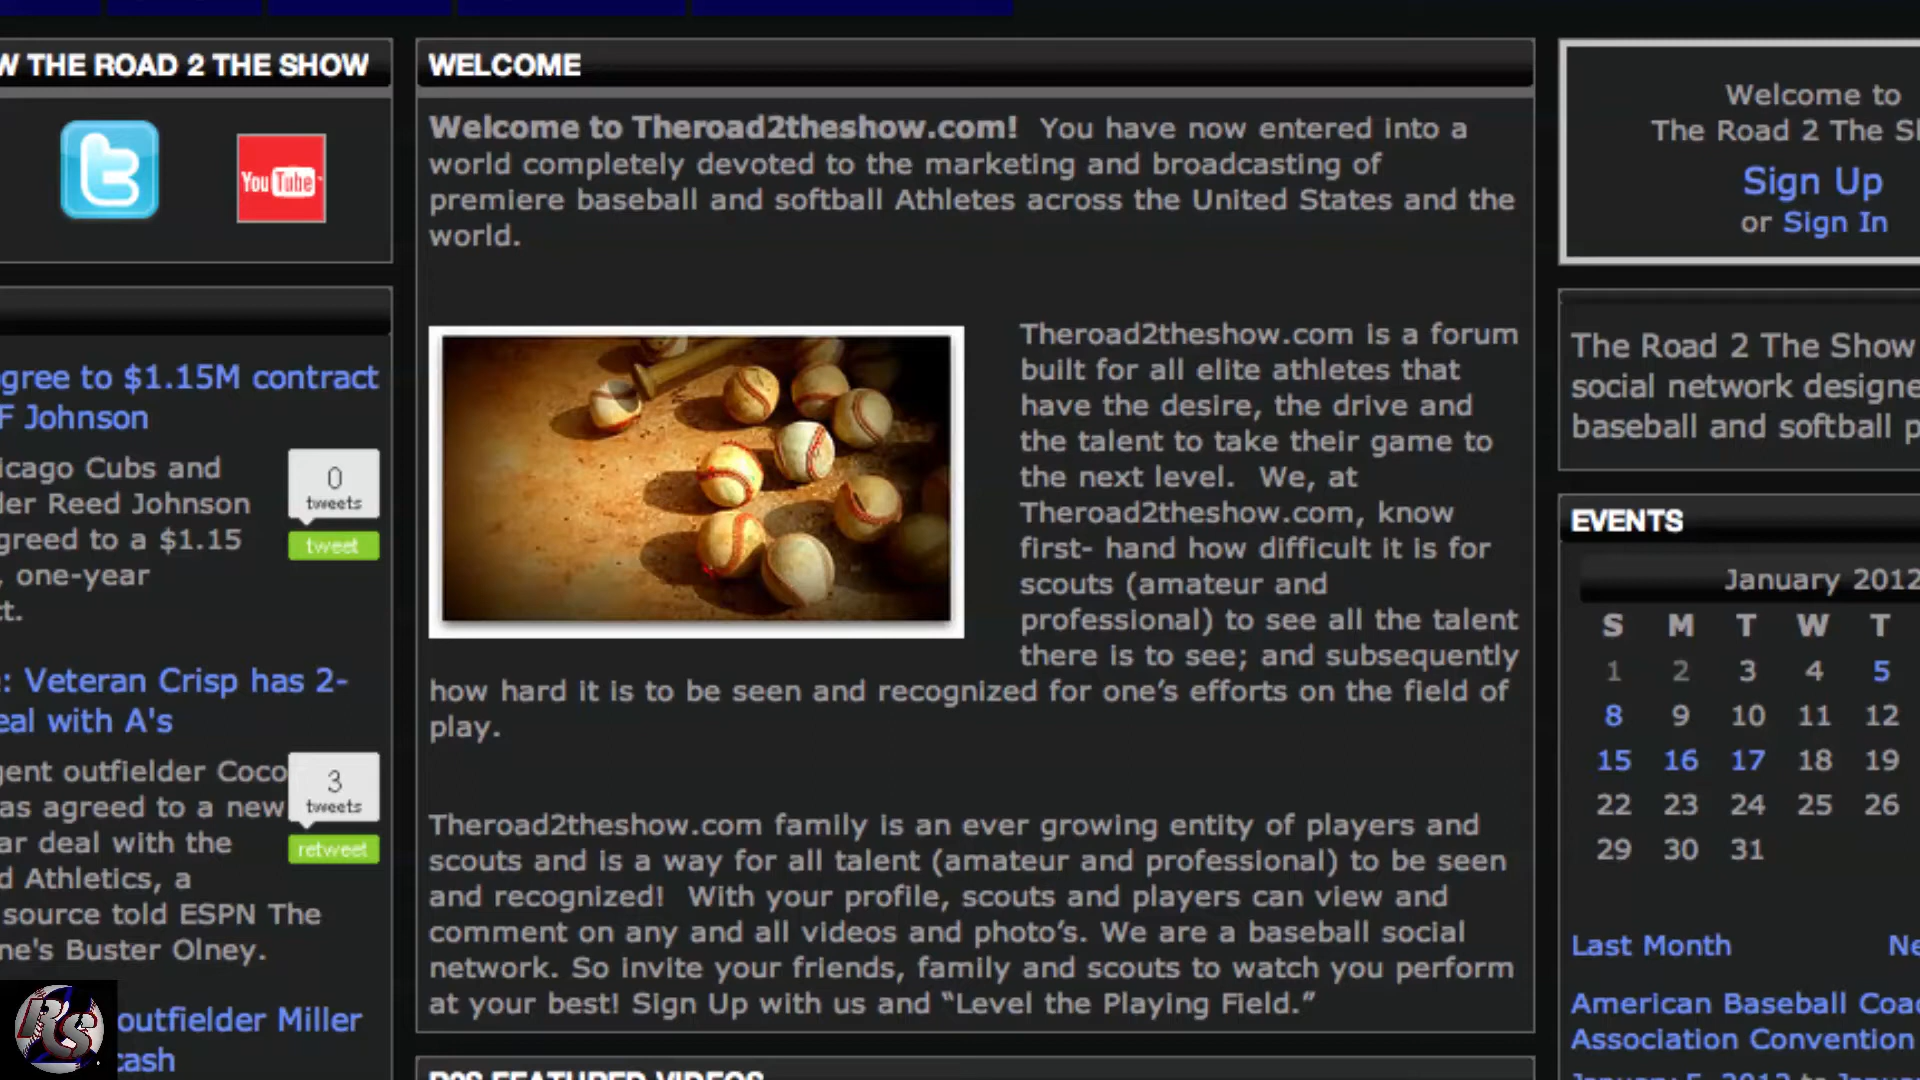 W THE ROAD 2 THE SHOW
You Tube
gree to $1.15M contract
F Johnson
icago Cubs and
der Reed Johnson
greed to a $1.15
, one-year
ct.
0
tweets
tweet
: Veteran Crisp has 2-
eal with A's
gent outfielder Coco
as agreed to a new
ar deal with the
d Athletics, a
source told ESPN The
ne's Buster Olney.
3
tweets
retweet
outfielder Miller
cash
WELCOME
Welcome to Theroad2theshow.com! You have now entered into a
world completely devoted to the marketing and broadcasting of
premiere baseball and softball Athletes across the United States and the
world.
Theroad2theshow.com is a forum
built for all elite athletes that
have the desire, the drive and
the talent to take their game to
the next level. We, at
Theroad2theshow.com, know
first- hand how difficult it is for
scouts (amateur and
professional) to see all the talent
there is to see; and subsequently
how hard it is to be seen and recognized for one’s efforts on the field of
play.
Theroad2theshow.com family is an ever growing entity of players and
scouts and is a way for all talent (amateur and professional) to be seen
and recognized! With your profile, scouts and players can view and
comment on any and all videos and photo’s. We are a baseball social
network. So invite your friends, family and scouts to watch you perform
at your best! Sign Up with us and “Level the Playing Field.”
R2S FEATURED VIDEOS
Welcome to
The Road 2 The Sh
Sign Up
or Sign In
The Road 2 The Show
social network designe
baseball and softball p
EVENTS
January 2012
S M T W T
1 2 3 4 5
8 9 10 11 12
15 16 17 18 19
22 23 24 25 26
29 30 31
Last Month Ne
American Baseball Coac
Association Convention
January 5, 2012 to Janua
R2S